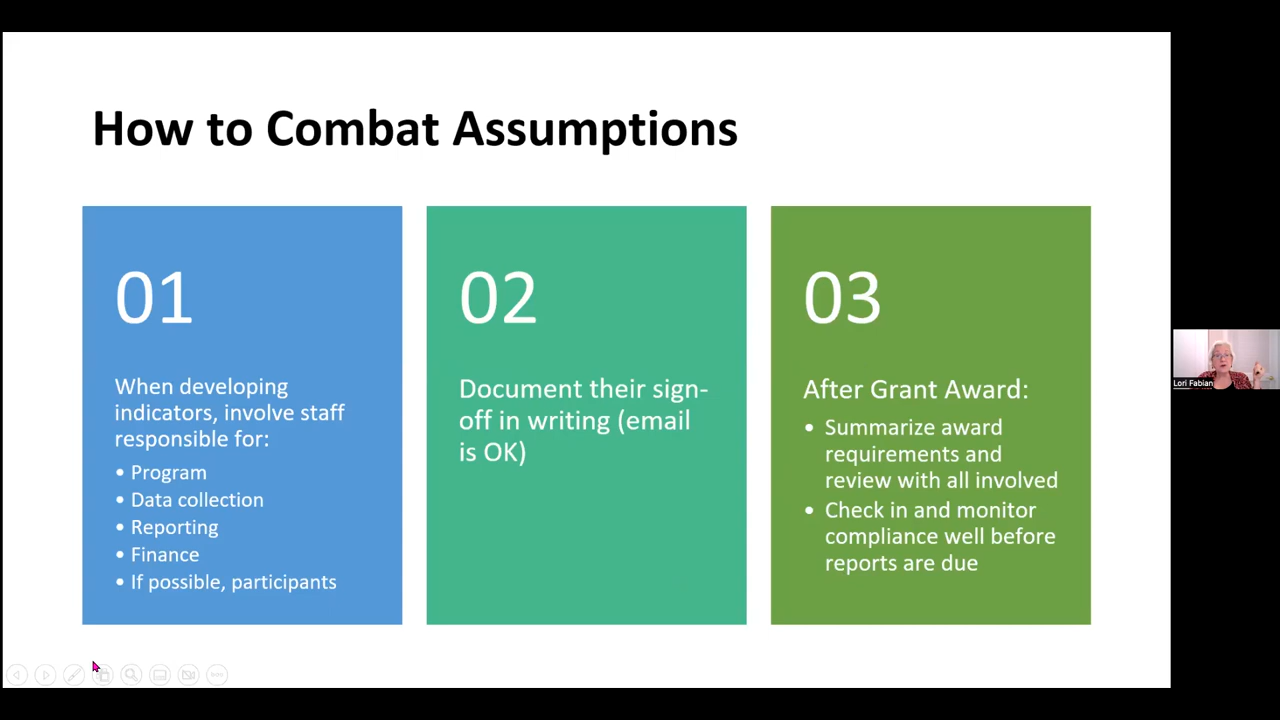 How to Combat Assumptions
01
When developing
indicators, involve staff
responsible for:
• Program
• Data collection
• Reporting
• Finance
• If possible, participants
02
Document their sign-
off in writing (email
is OK)
03
After Grant Award:
• Summarize award
requirements and
review with all involved
• Check in and monitor
compliance well before
reports are due
Lori Fabian